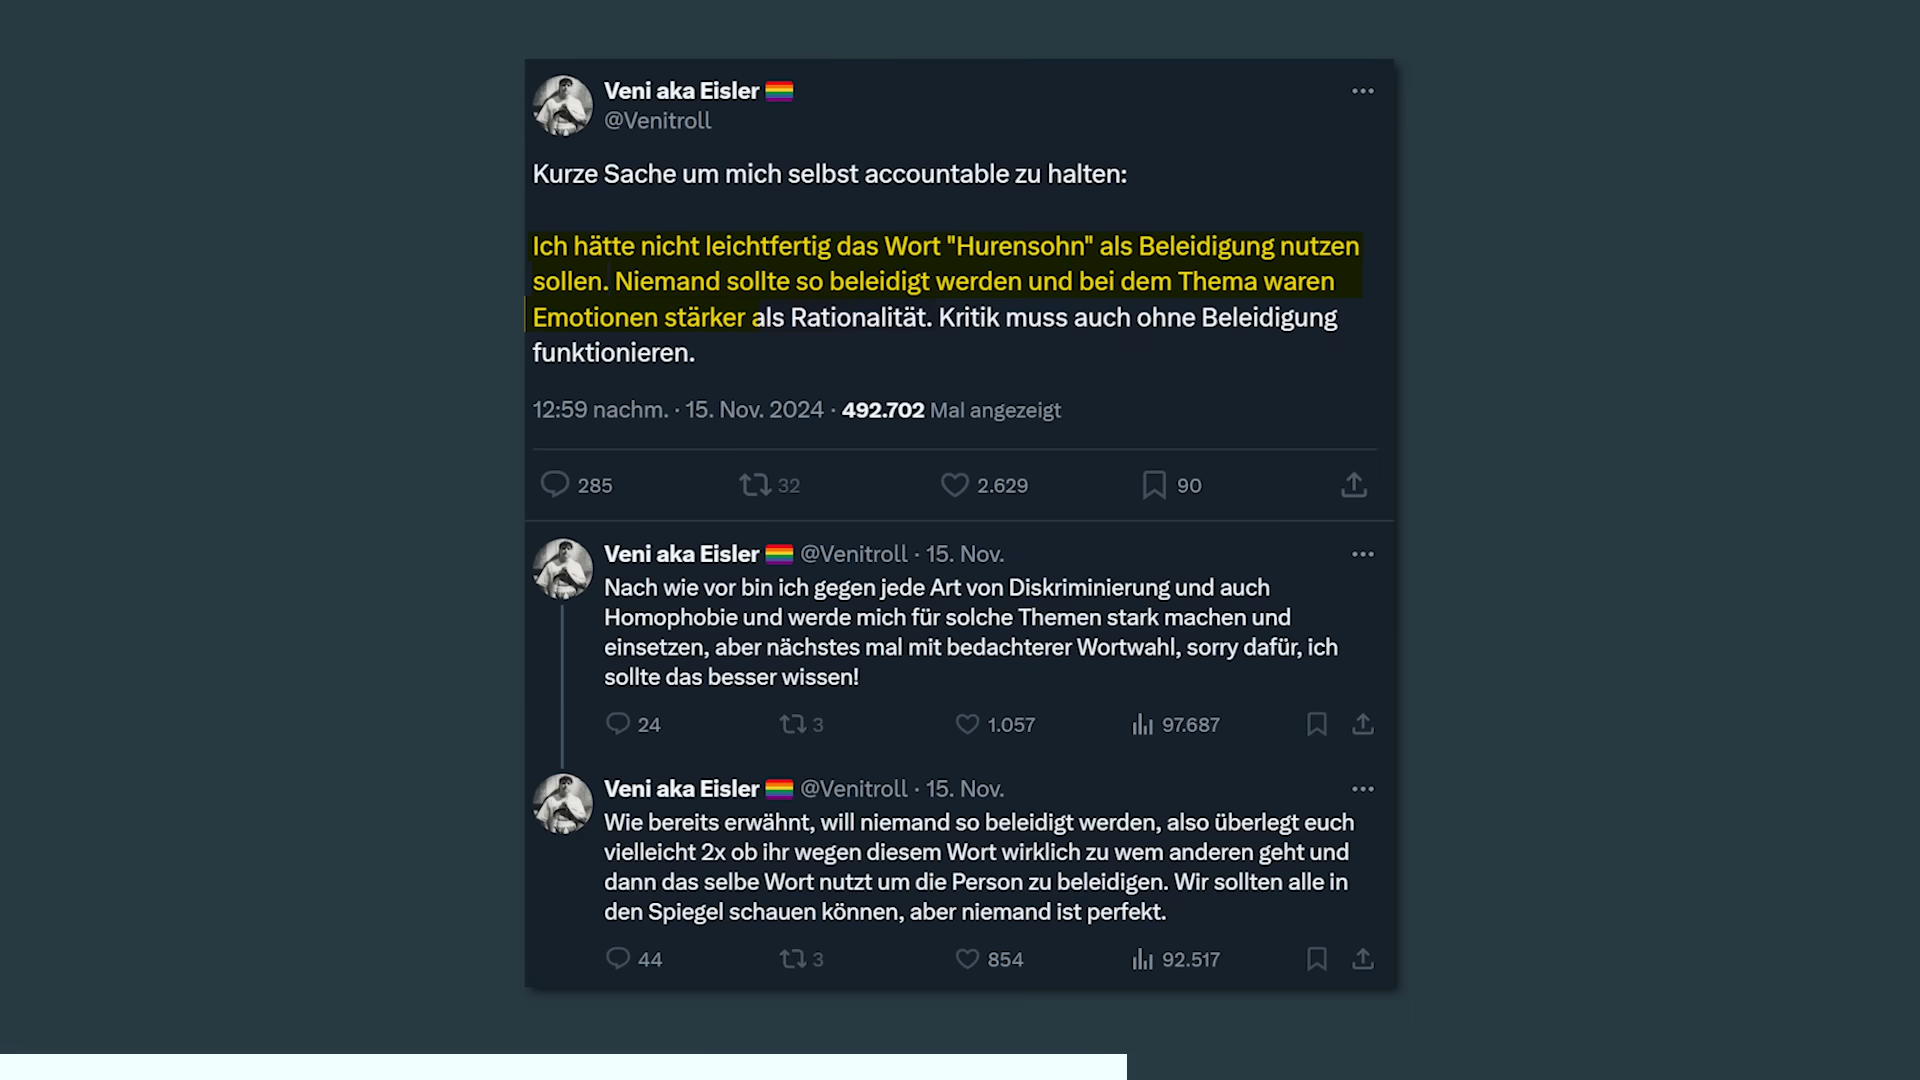 Veni aka Eisler 🏳️‍🌈
@Venitroll
Kurze Sache um mich selbst accountable zu halten:
Ich hätte nicht leichtfertig das Wort "Hurensohn" als Beleidigung nutzen
sollen. Niemand sollte so beleidigt werden und bei dem Thema waren
Emotionen stärker als Rationalität. Kritik muss auch ohne Beleidigung
funktionieren.
12:59 nachm. · 15. Nov. 2024 · 492.702 Mal angezeigt
285 32 2.629 90
Veni aka Eisler 🏳️‍🌈 @Venitroll · 15. Nov.
Nach wie vor bin ich gegen jede Art von Diskriminierung und auch
Homophobie und werde mich für solche Themen stark machen und
einsetzen, aber nächstes mal mit bedachterer Wortwahl, sorry dafür, ich
sollte das besser wissen!
24 3 1.057 97.687
Veni aka Eisler 🏳️‍🌈 @Venitroll · 15. Nov.
Wie bereits erwähnt, will niemand so beleidigt werden, also überlegt euch
vielleicht 2x ob ihr wegen diesem Wort wirklich zu wem anderen geht und
dann das selbe Wort nutzt um die Person zu beleidigen. Wir sollten alle in
den Spiegel schauen können, aber niemand ist perfekt.
44 3 854 92.517